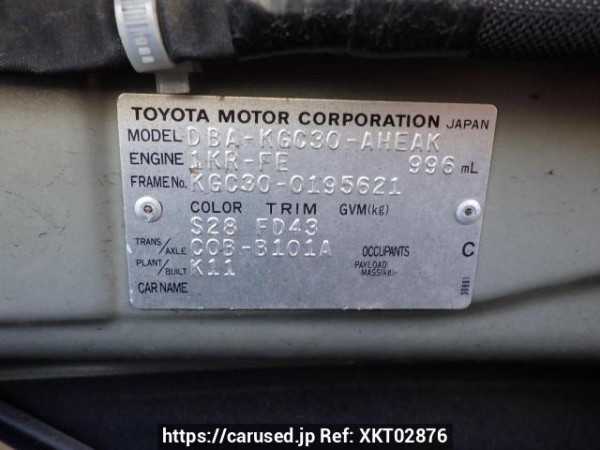 TOYOTA MOTOR CORPORATION JAPAN
MODEL DBA-KGC30-AHEAK
ENGINE 1KR-FE 996 mL
FRAME No. KGC30-0195621
COLOR TRIM GVM(kg)
S28 FD43
TRANS/AXLE C0B-B101A OCCUPANTS C
PLANT/BUILT K11 PAYLOAD MASS(kg)
CAR NAME
https://carused.jp Ref: XKT02876